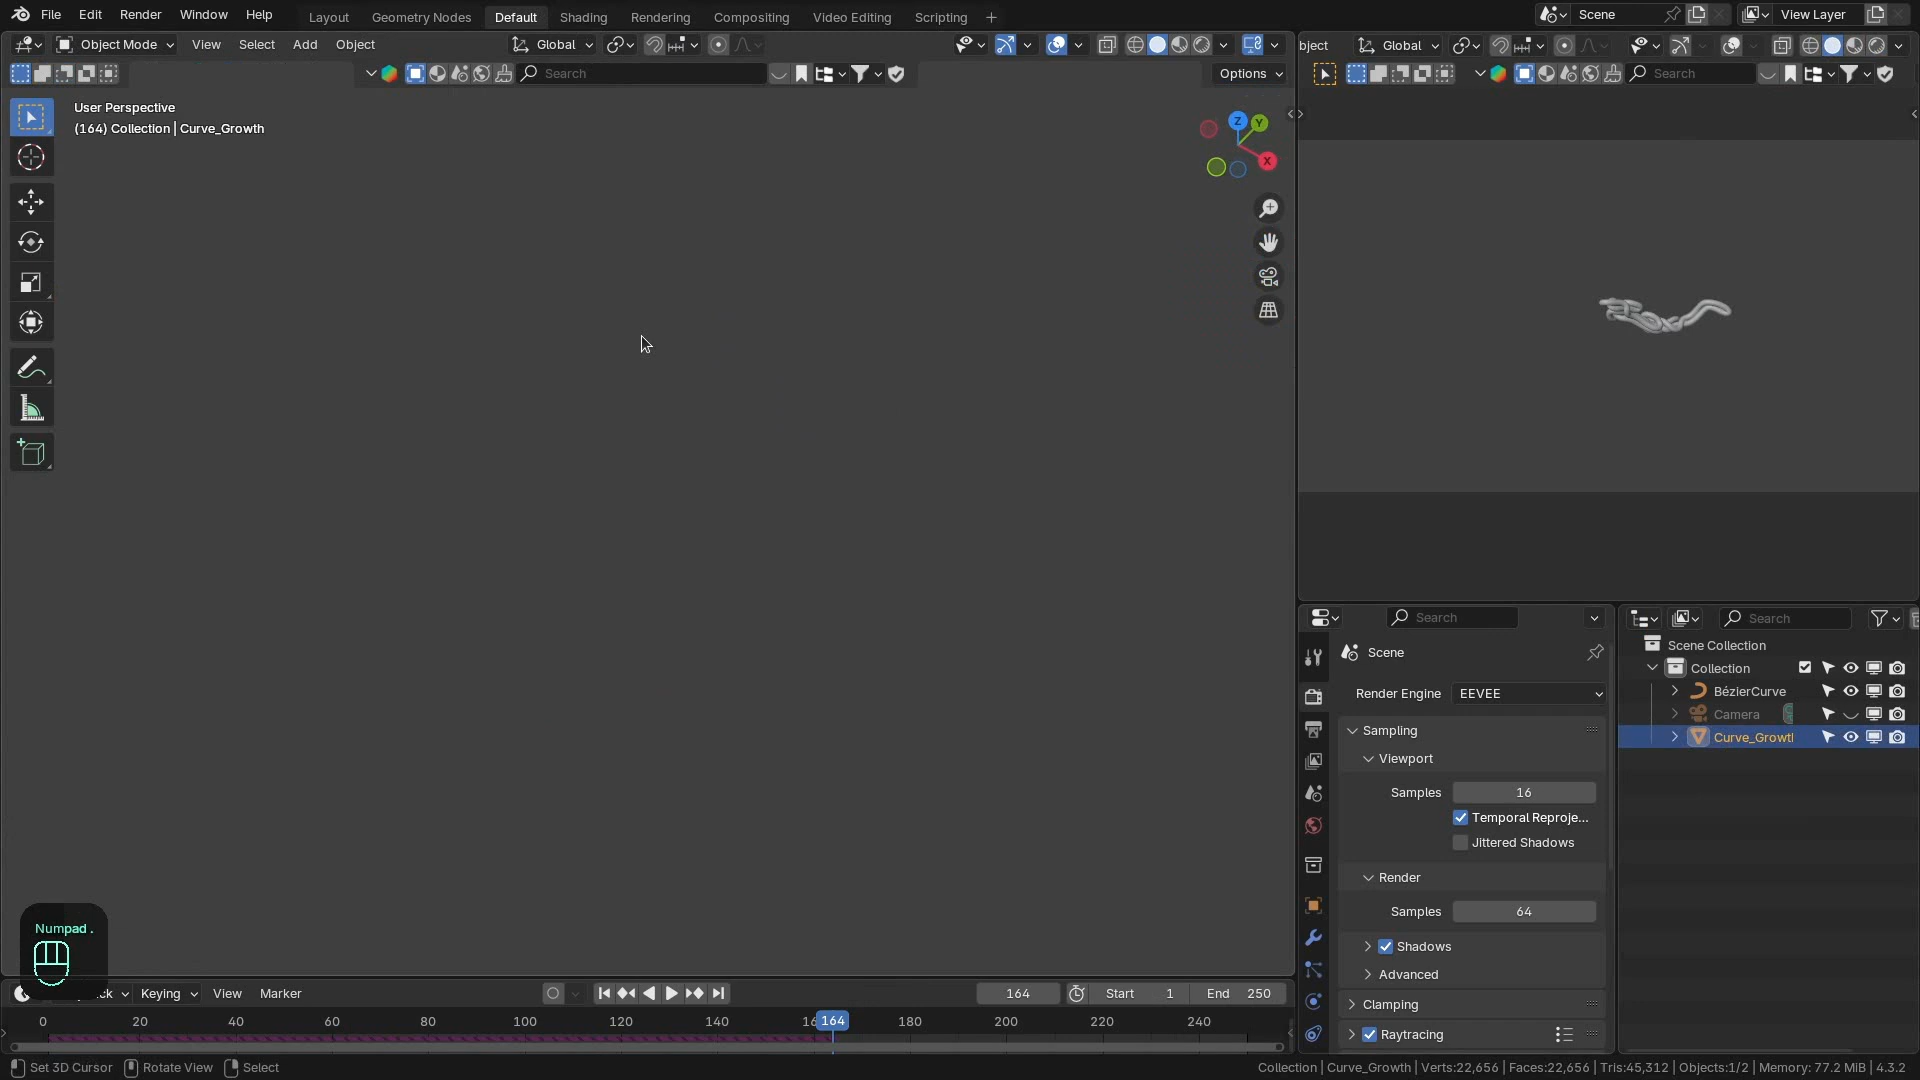 File Edit Render Window Help Layout Geometry Nodes Default Shading Rendering Compositing Video Editing Scripting Scene View Layer
Object Mode View Select Add Object Global bject Global
Search Options Search
User Perspective
(164) Collection | Curve_Growth
Z Y
X
Search Search
Scene Scene Collection
Collection
Render Engine EEVEE BézierCurve
Camera
Sampling Curve_Growtl
Viewport
Samples 16
Temporal Reproje...
Jittered Shadows
Render
Samples 64
Numpad .
Shadows
Advanced
Keying View Marker 164 Start 1 End 250
Clamping
0 20 40 60 80 100 120 140 16 164 180 200 220 240
Raytracing
Set 3D Cursor Rotate View Select Collection | Curve_Growth | Verts:22,656 | Faces:22,656 | Tris:45,312 | Objects:1/2 | Memory: 77.2 MiB | 4.3.2